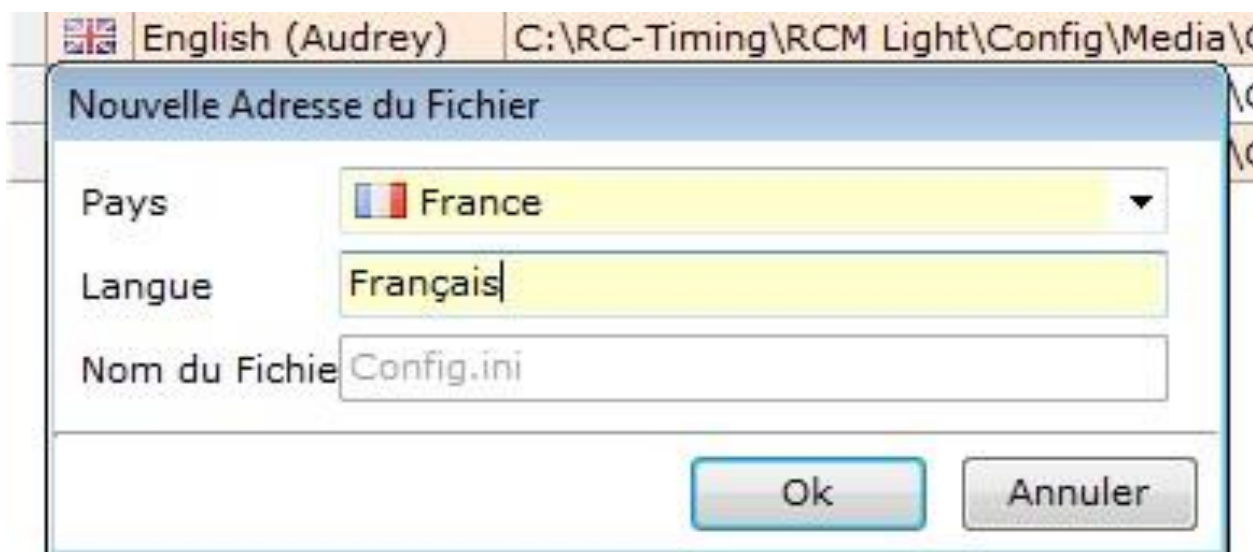 English (Audrey) C:\RC-Timing\RCM Light\Config\Media\
Nouvelle Adresse du Fichier
Pays France
Langue Français
Nom du Fichie Config.ini
Ok Annuler